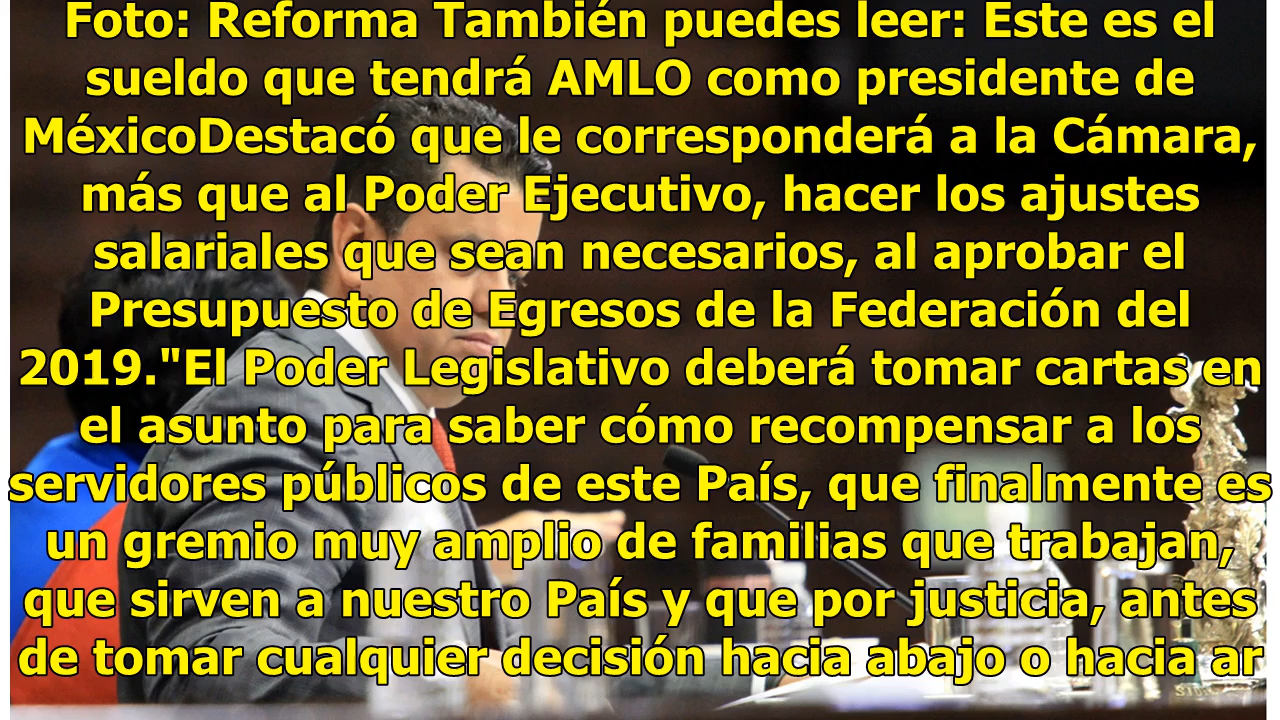 Foto: Reforma También puedes leer: Este es el
sueldo que tendrá AMLO como presidente de
MéxicoDestacó que le corresponderá a la Cámara,
más que al Poder Ejecutivo, hacer los ajustes
salariales que sean necesarios, al aprobar el
Presupuesto de Egresos de la Federación del
2019."El Poder Legislativo deberá tomar cartas en
el asunto para saber cómo recompensar a los
servidores públicos de este País, que finalmente es
un gremio muy amplio de familias que trabajan,
que sirven a nuestro País y que por justicia, antes
de tomar cualquier decisión hacia abajo o hacia ar